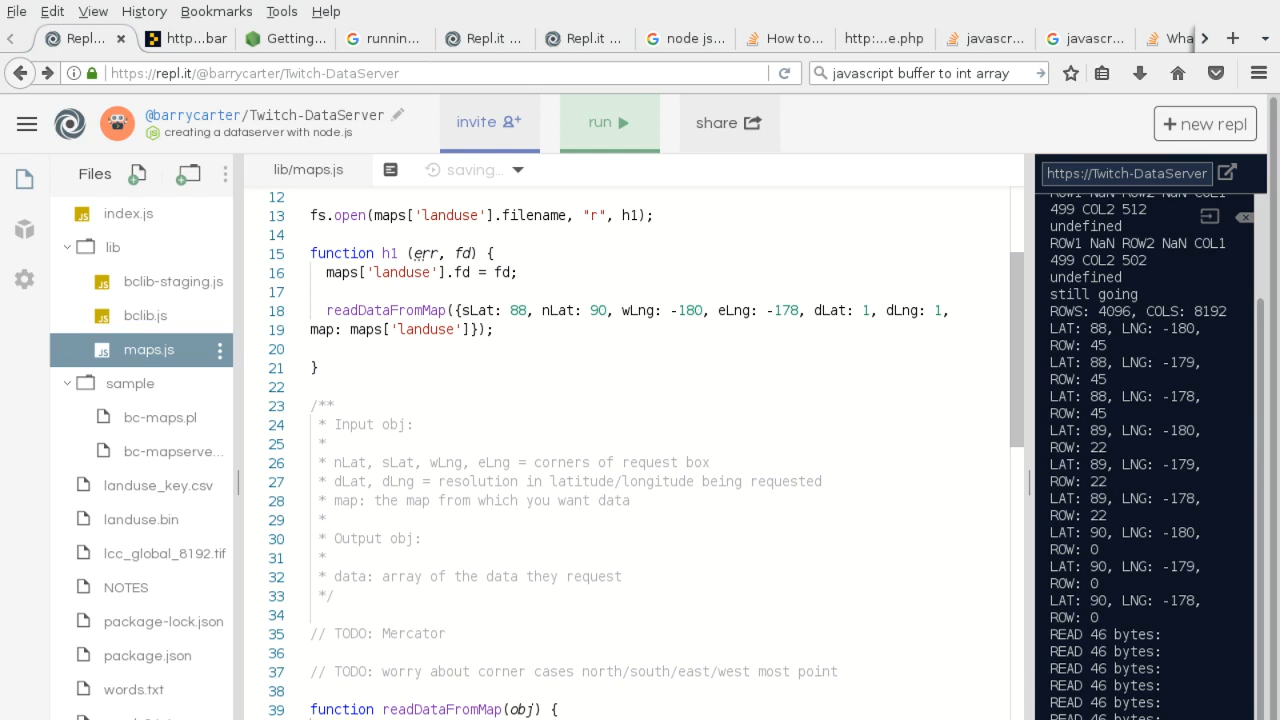 File Edit View History Bookmarks Tools Help
Repl... × http...bar Getting... runnin... Repl.it ... Repl.it ... node js... How to... http:...e.php javascr... javascr... Wha
https://repl.it/@barrycarter/Twitch-DataServer javascript buffer to int array
@barrycarter/Twitch-DataServer
creating a dataserver with node.js
invite
run
share
+ new repl
Files
index.js
lib
bclib-staging.js
bclib.js
maps.js
sample
bc-maps.pl
bc-mapserve...
landuse_key.csv
landuse.bin
lcc_global_8192.tif
NOTES
package-lock.json
package.json
words.txt
lib/maps.js saving...
12
13 fs.open(maps['landuse'].filename, "r", h1);
14
15 function h1 (err, fd) {
16 maps['landuse'].fd = fd;
17
18 readDataFromMap({sLat: 88, nLat: 90, wLng: -180, eLng: -178, dLat: 1, dLng: 1,
19 map: maps['landuse']});
20
21 }
22
23 /**
24 * Input obj:
25 *
26 * nLat, sLat, wLng, eLng = corners of request box
27 * dLat, dLng = resolution in latitude/longitude being requested
28 * map: the map from which you want data
29 *
30 * Output obj:
31 *
32 * data: array of the data they request
33 */
34
35 // TODO: Mercator
36
37 // TODO: worry about corner cases north/south/east/west most point
38
39 function readDataFromMap(obj) {
https://Twitch-DataServer
ROW1 NaN ROW2 NaN COL1
499 COL2 512
undefined
ROW1 NaN ROW2 NaN COL1
499 COL2 502
undefined
still going
ROWS: 4096, COLS: 8192
LAT: 88, LNG: -180,
ROW: 45
LAT: 88, LNG: -179,
ROW: 45
LAT: 88, LNG: -178,
ROW: 45
LAT: 89, LNG: -180,
ROW: 22
LAT: 89, LNG: -179,
ROW: 22
LAT: 89, LNG: -178,
ROW: 22
LAT: 90, LNG: -180,
ROW: 0
LAT: 90, LNG: -179,
ROW: 0
LAT: 90, LNG: -178,
ROW: 0
READ 46 bytes:
READ 46 bytes:
READ 46 bytes:
READ 46 bytes:
READ 46 bytes:
READ 46 bytes: